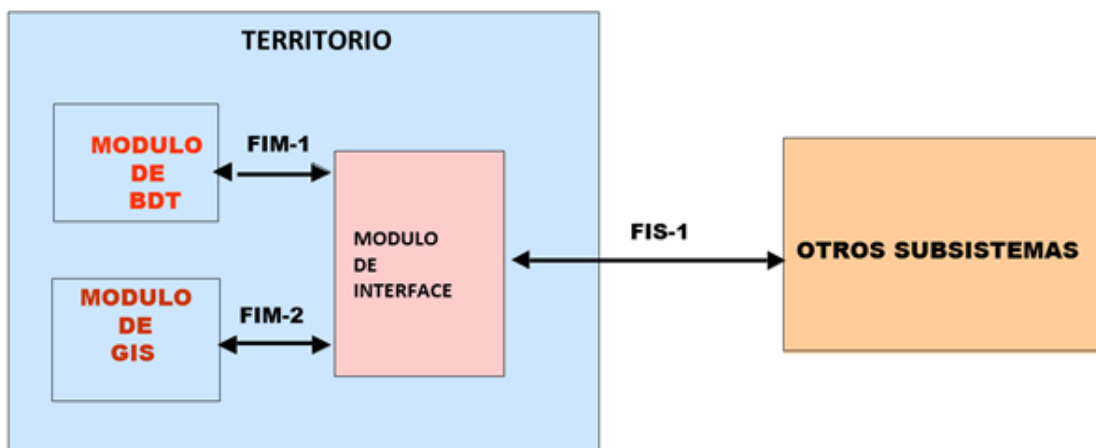 TERRITORIO
MODULO
DE
BDT
FIM-1
MODULO
DE
INTERFACE
FIS-1
OTROS SUBSISTEMAS
MODULO
DE
GIS
FIM-2